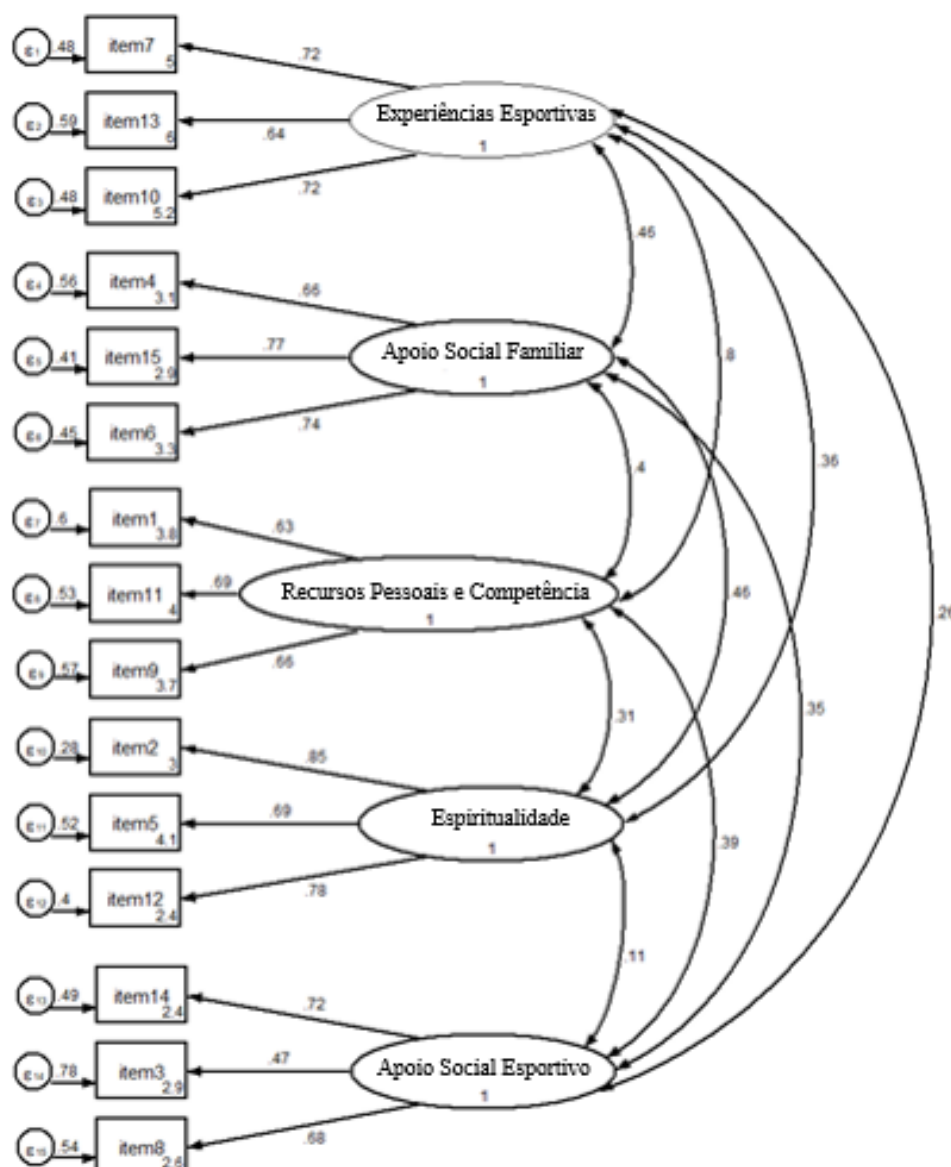 ε1 .48 item7 5 .72
Experiências Esportivas 1
ε2 .59 item13 6 .64
ε3 .48 item10 5.2 .72
.46
ε4 .56 item4 3.1 .66
Apoio Social Familiar 1
ε5 .41 item15 2.9 .77
.8
ε6 .45 item6 3.3 .74
.4
.36
ε7 .6 item1 3.8 .63
Recursos Pessoais e Competência 1
ε8 .53 item11 4 .69
.46
ε9 .57 item9 3.7 .66
.31
.35
ε10 .28 item2 3 .85
Espiritualidade 1
ε11 .52 item5 4.1 .69
.39
ε12 .4 item12 2.4 .78
.11
ε13 .49 item14 2.4 .72
Apoio Social Esportivo 1
ε14 .78 item3 2.9 .47
ε15 .54 item8 2.6 .68